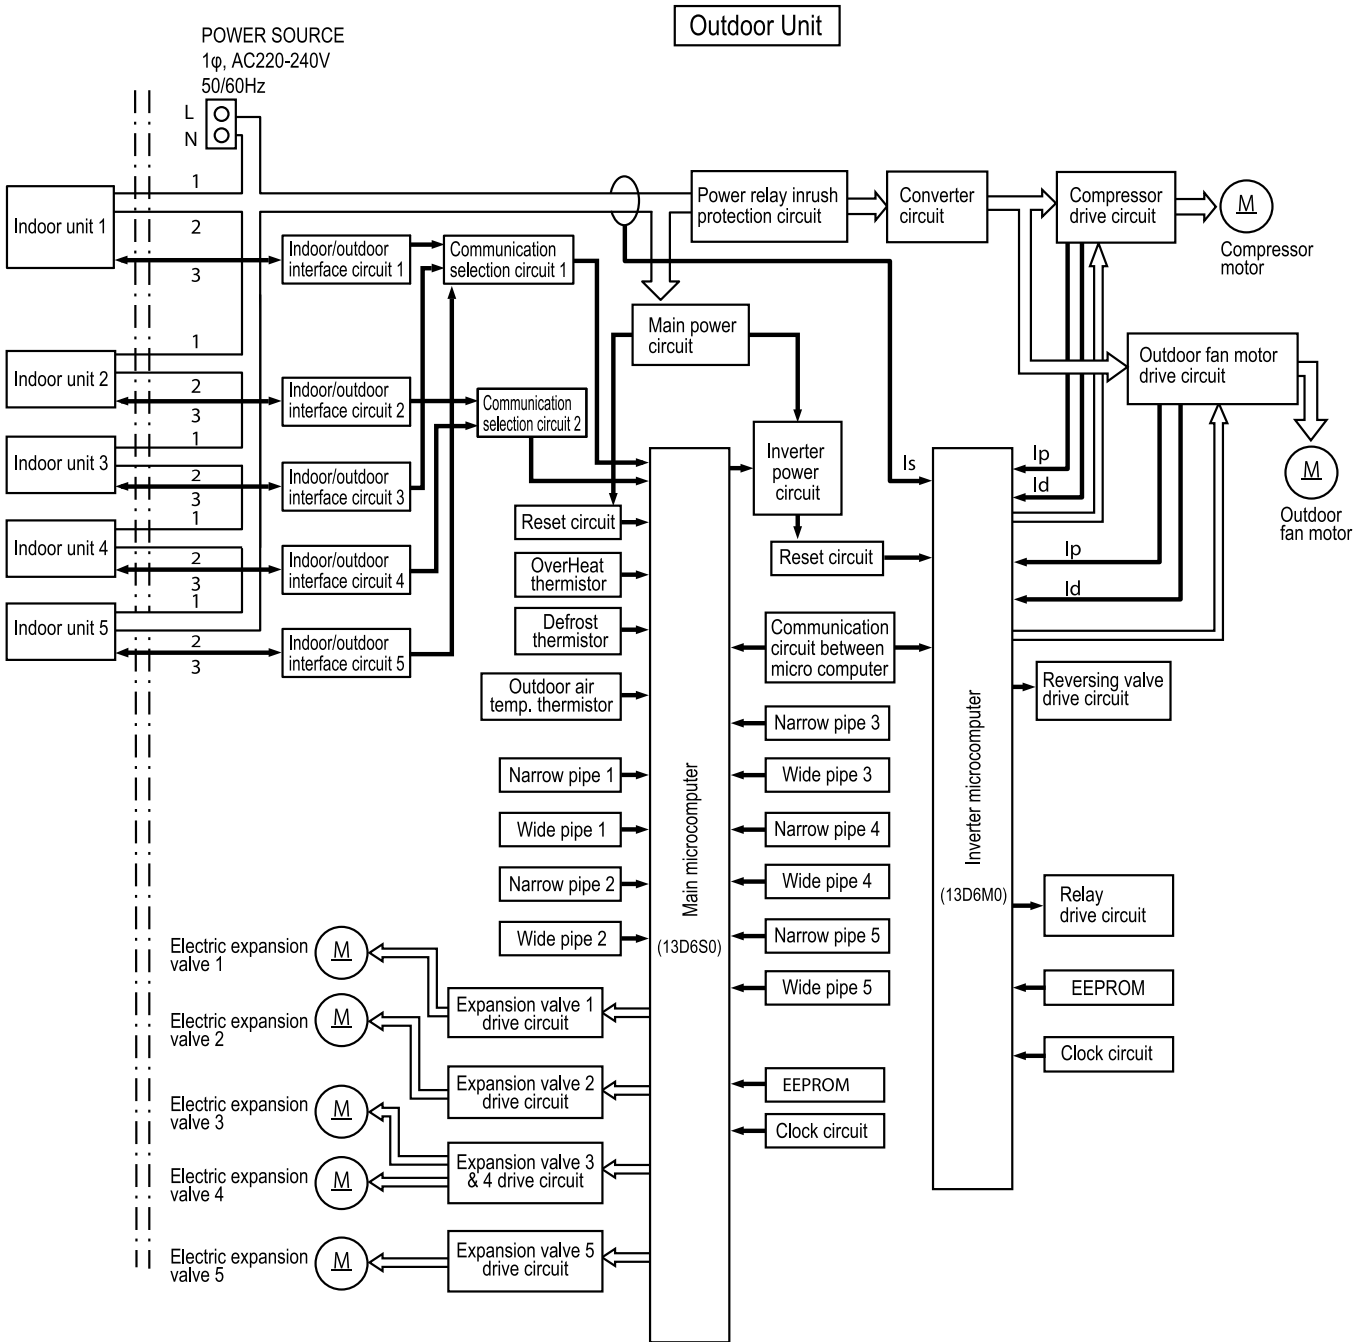 Outdoor Unit
POWER SOURCE
1φ, AC220-240V
50/60Hz
L
N
Indoor unit 1
1
2
3
Indoor/outdoor
interface circuit 1
Communication
selection circuit 1
Power relay inrush
protection circuit
Converter
circuit
Compressor
drive circuit
M
Compressor
motor
Main power
circuit
Outdoor fan motor
drive circuit
M
Outdoor
fan motor
Indoor unit 2
1
2
3
Indoor/outdoor
interface circuit 2
Communication
selection circuit 2
Indoor unit 3
1
2
3
Indoor/outdoor
interface circuit 3
Inverter
power
circuit
Is
Ip
Id
Ip
Id
Indoor unit 4
1
2
3
Indoor/outdoor
interface circuit 4
Indoor unit 5
1
2
3
Indoor/outdoor
interface circuit 5
Reset circuit
OverHeat
thermistor
Defrost
thermistor
Outdoor air
temp. thermistor
Narrow pipe 1
Wide pipe 1
Narrow pipe 2
Wide pipe 2
Main microcomputer
(13D6S0)
Reset circuit
Communication
circuit between
micro computer
Narrow pipe 3
Wide pipe 3
Narrow pipe 4
Wide pipe 4
Narrow pipe 5
Wide pipe 5
EEPROM
Clock circuit
Inverter microcomputer
(13D6M0)
Reversing valve
drive circuit
Relay
drive circuit
EEPROM
Clock circuit
Electric expansion
valve 1
M
Expansion valve 1
drive circuit
Electric expansion
valve 2
M
Expansion valve 2
drive circuit
Electric expansion
valve 3
M
Expansion valve 3
& 4 drive circuit
Electric expansion
valve 4
M
Electric expansion
valve 5
M
Expansion valve 5
drive circuit